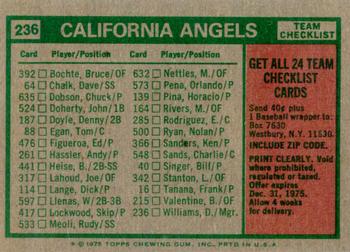 236
CALIFORNIA ANGELS
TEAM CHECKLIST
Card Player/Position Card Player/Position
392 Bochte, Bruce/OF 632 Nettles, M./OF
64 Chalk, Dave/SS 573 Pena, Orlando/P
635 Dobson, Chuck/P 139 Pina, Horacio/P
524 Doherty, John/1B 164 Rivers, M./OF
187 Doyle, Denny/2B 285 Rodriguez, E./C
88 Egan, Tom/C 500 Ryan, Nolan/P
476 Figueroa, Ed/P 366 Sanders, Ken/P
261 Hassler, Andy/P 548 Sands, Charlie/C
441 Heise, B./2B-SS 40 Singer, Bill/P
317 Lahoud, Joe/OF 342 Stanton, L./OF
114 Lange, Dick/P 16 Tanana, Frank/P
597 Llenas, W/2B-3B 215 Valentine, B./OF
417 Lockwood, Skip/P 236 Williams, D./Mgr.
533 Meoli, Rudy/SS
GET ALL 24 TEAM
CHECKLIST
CARDS
Send 40¢ plus
1 Baseball wrapper to:
Box 7630
Westbury, N.Y. 11530.
INCLUDE ZIP CODE.
PRINT CLEARLY. Void
where prohibited,
regulated or taxed.
Offer expires
Dec. 31, 1975.
Allow 4 weeks
for delivery.
© 1975 TOPPS CHEWING GUM, INC. PRTD. IN U.S.A.